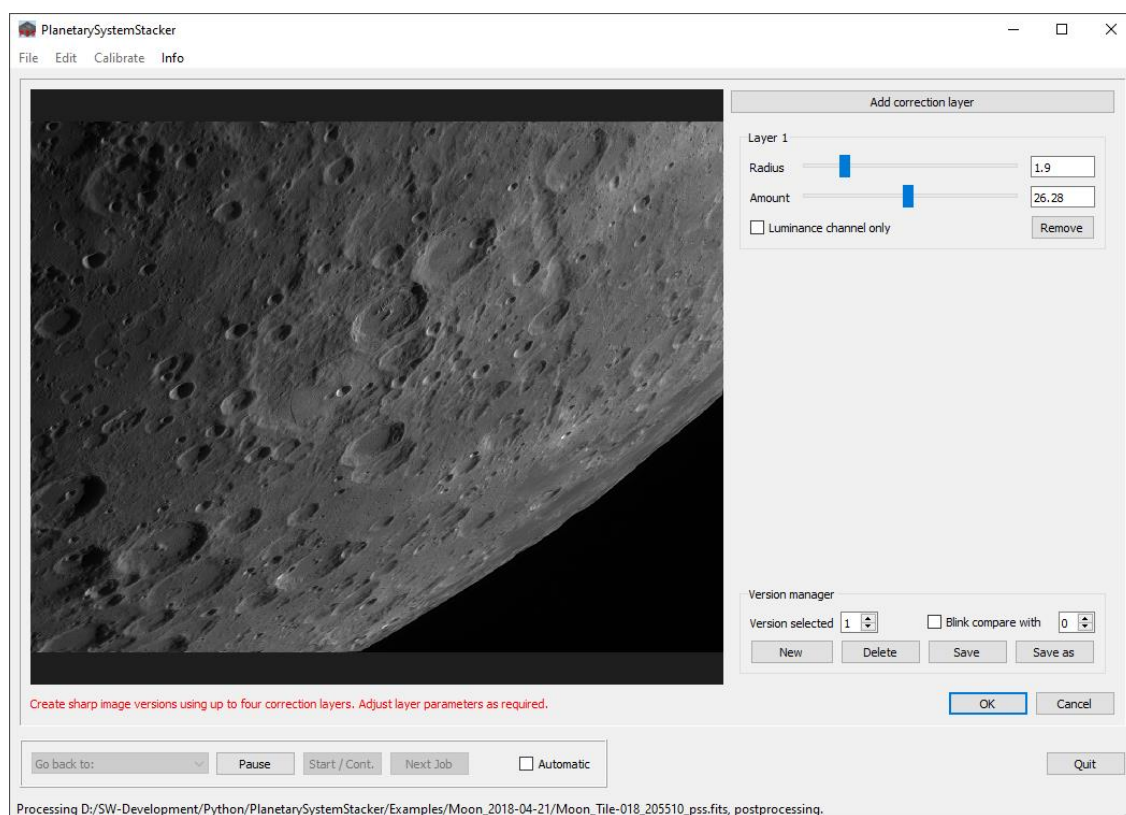 PlanetarySystemStacker
File Edit Calibrate Info
Add correction layer
Layer 1
Radius 1.9
Amount 26.28
Luminance channel only Remove
Version manager
Version selected 1 Blink compare with 0
New Delete Save Save as
Create sharp image versions using up to four correction layers. Adjust layer parameters as required.
OK Cancel
Go back to: Pause Start / Cont. Next Job Automatic Quit
Processing D:/SW-Development/Python/PlanetarySystemStacker/Examples/Moon_2018-04-21/Moon_Tile-018_205510_pss.fits, postprocessing.